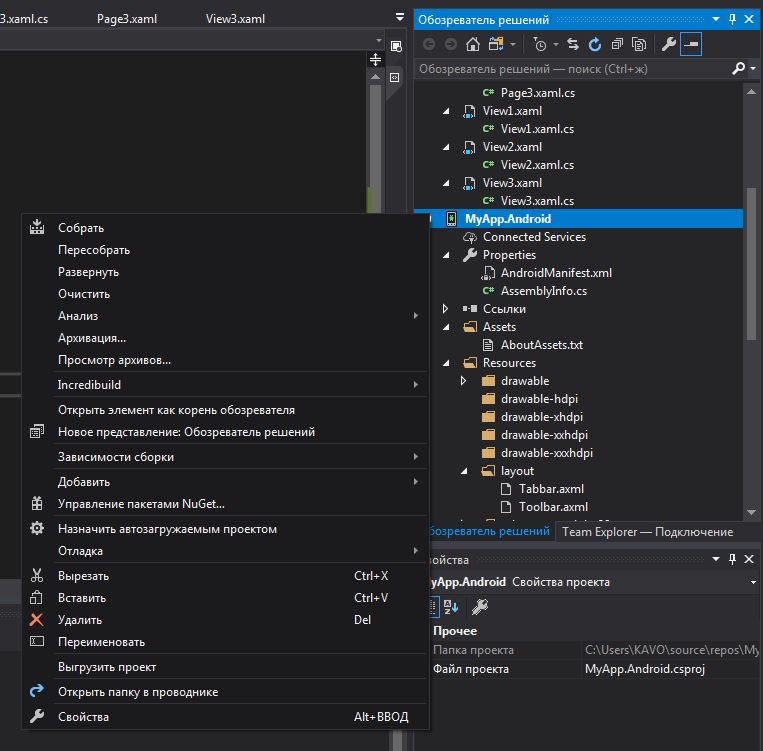 3.xaml.cs Page3.xaml View3.xaml
Обозреватель решений
Обозреватель решений — поиск (Ctrl+ж)
C# Page3.xaml.cs
View1.xaml
C# View1.xaml.cs
View2.xaml
C# View2.xaml.cs
View3.xaml
C# View3.xaml.cs
MyApp.Android
Connected Services
Properties
AndroidManifest.xml
C# AssemblyInfo.cs
Ссылки
Assets
AboutAssets.txt
Resources
drawable
drawable-hdpi
drawable-xhdpi
drawable-xxhdpi
drawable-xxxhdpi
layout
Tabbar.axml
Toolbar.axml
Собрать
Пересобрать
Развернуть
Очистить
Анализ
Архивация...
Просмотр архивов...
Incredibuild
Открыть элемент как корень обозревателя
Новое представление: Обозреватель решений
Зависимости сборки
Добавить
Управление пакетами NuGet...
Назначить автозагружаемым проектом
Отладка
Вырезать Ctrl+X
Вставить Ctrl+V
Удалить Del
Переименовать
Выгрузить проект
Открыть папку в проводнике
Свойства Alt+ВВОД
бозреватель решений Team Explorer — Подключение
войства
yApp.Android Свойства проекта
Прочее
Папка проекта C:\Users\KAVO\source\repos\My
Файл проекта MyApp.Android.csproj